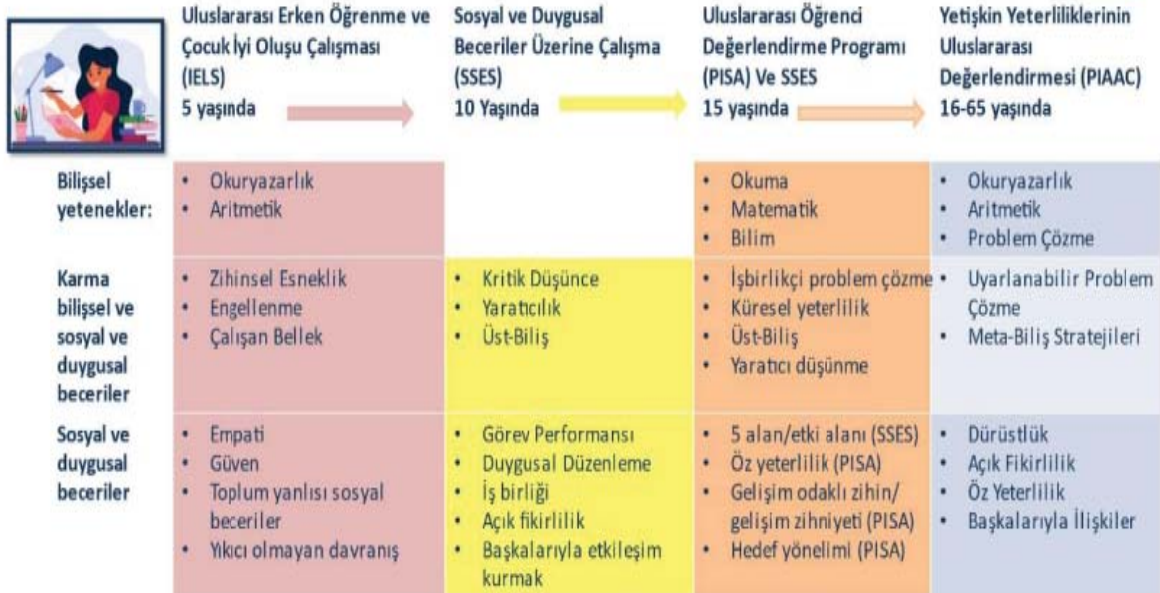 Uluslararası Erken Öğrenme ve
Çocuk İyi Oluşu Çalışması
(IELS)
5 yaşında
Sosyal ve Duygusal
Beceriler Üzerine Çalışma
(SSES)
10 Yaşında
Uluslararası Öğrenci
Değerlendirme Programı
(PISA) Ve SSES
15 yaşında
Yetişkin Yeterliliklerinin
Uluslararası
Değerlendirmesi (PIAAC)
16-65 yaşında
Bilişsel
yetenekler:
• Okuryazarlık
• Aritmetik
• Okuma
• Matematik
• Bilim
• Okuryazarlık
• Aritmetik
• Problem Çözme
Karma
bilişsel ve
sosyal ve
duygusal
beceriler
• Zihinsel Esneklik
• Engellenme
• Çalışan Bellek
• Kritik Düşünce
• Yaratıcılık
• Üst-Biliş
• İşbirlikçi problem çözme
• Küresel yeterlilik
• Üst-Biliş
• Yaratıcı düşünme
• Uyarlanabilir Problem
Çözme
• Meta-Biliş Stratejileri
Sosyal ve
duygusal
beceriler
• Empati
• Güven
• Toplum yanlısı sosyal
beceriler
• Yıkıcı olmayan davranış
• Görev Performansı
• Duygusal Düzenleme
• İş birliği
• Açık fikirlilik
• Başkalarıyla etkileşim
kurmak
• 5 alan/etki alanı (SSES)
• Öz yeterlilik (PISA)
• Gelişim odaklı zihin/
gelişim zihniyeti (PISA)
• Hedef yönelimi (PISA)
• Dürüstlük
• Açık Fikirlilik
• Öz Yeterlilik
• Başkalarıyla İlişkiler